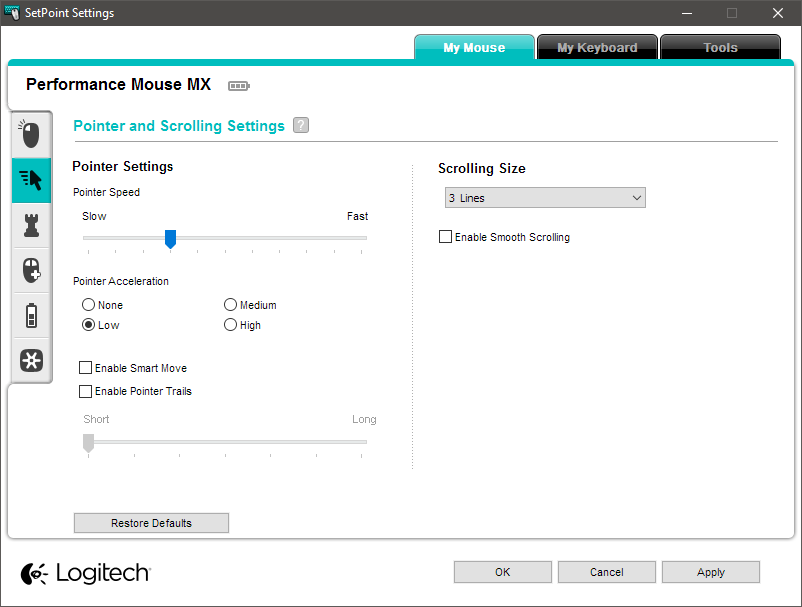 SetPoint Settings
My Mouse
My Keyboard
Tools
Performance Mouse MX
Pointer and Scrolling Settings ?
Pointer Settings
Pointer Speed
Slow Fast
Pointer Acceleration
None Medium
Low High
Enable Smart Move
Enable Pointer Trails
Short Long
Restore Defaults
Scrolling Size
3 Lines
Enable Smooth Scrolling
Logitech
OK Cancel Apply